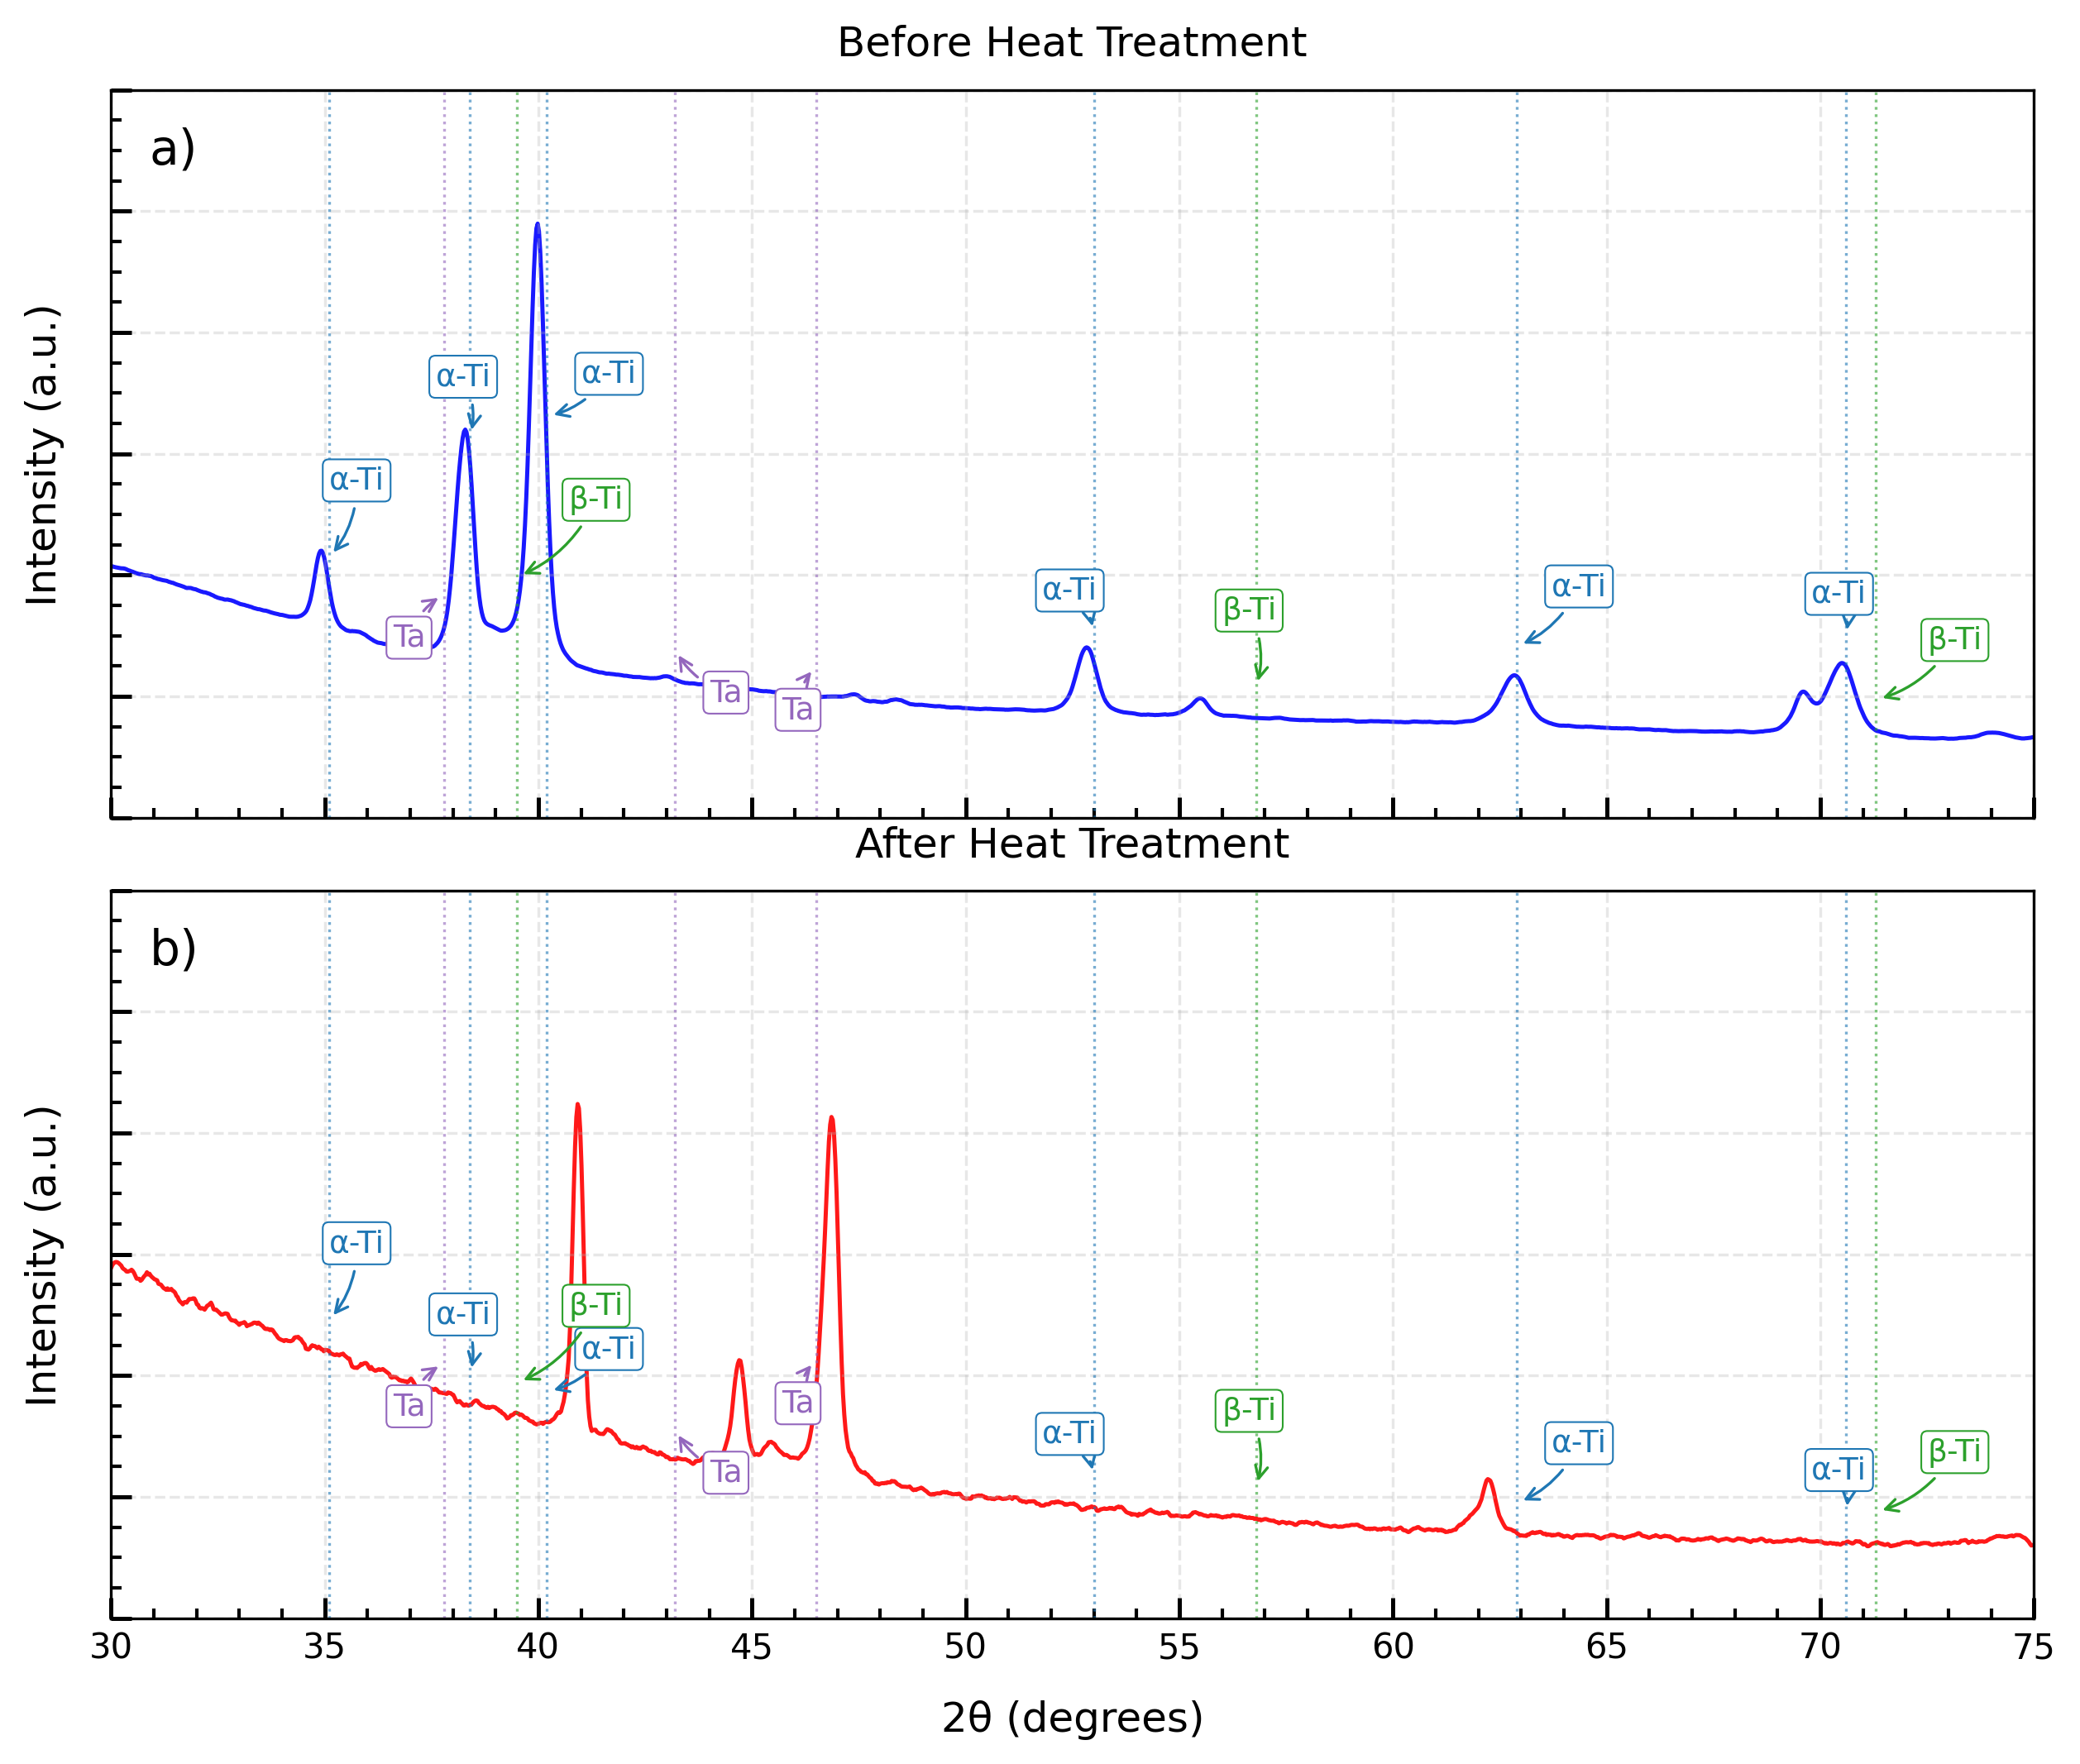 Before Heat Treatment
a)
Intensity (a.u.)
α-Ti
α-Ti
α-Ti
β-Ti
Ta
Ta
Ta
α-Ti
β-Ti
α-Ti
α-Ti
β-Ti
After Heat Treatment
b)
Intensity (a.u.)
α-Ti
α-Ti
β-Ti
α-Ti
Ta
Ta
Ta
α-Ti
β-Ti
α-Ti
α-Ti
β-Ti
30 35 40 45 50 55 60 65 70 75
2θ (degrees)